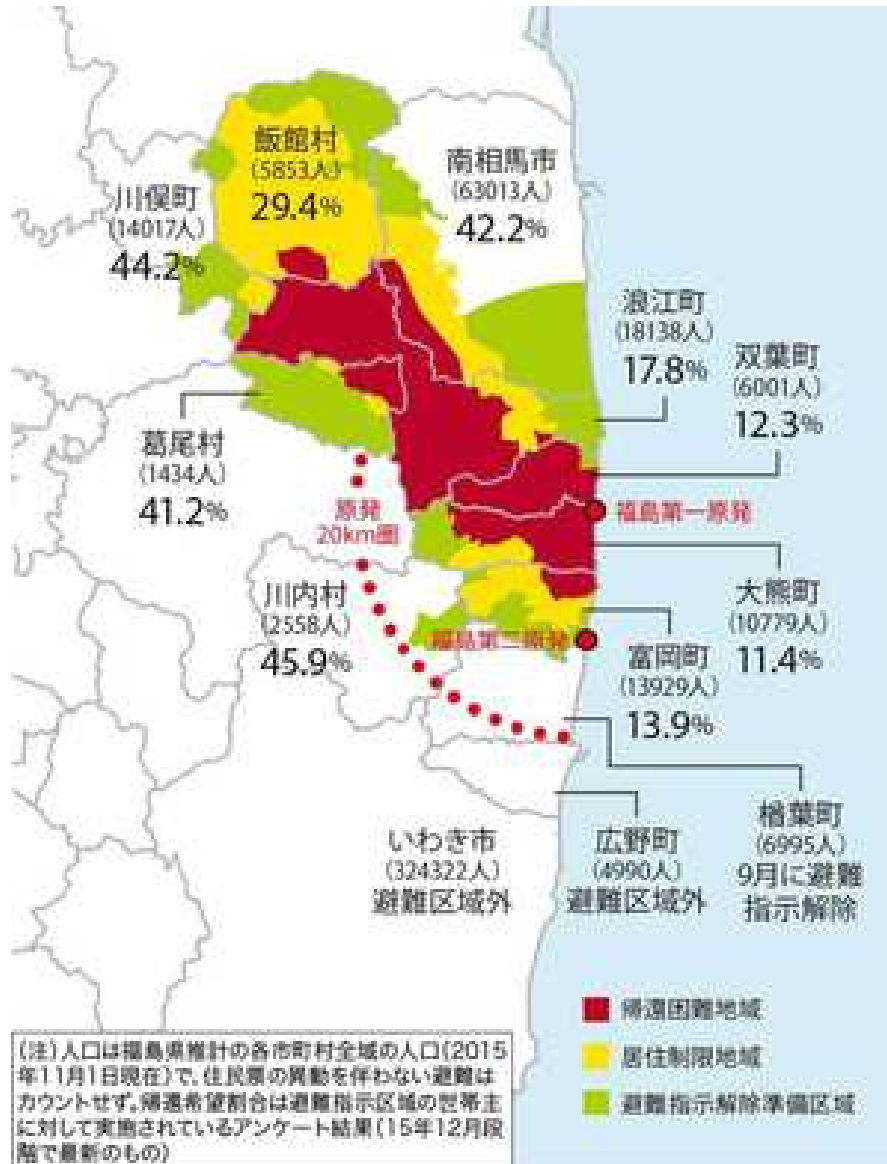 飯館村
(5853人)
29.4%
南相馬市
(63013人)
42.2%
川俣町
(14017人)
44.2%
浪江町
(18138人)
17.8%
双葉町
(6001人)
12.3%
葛尾村
(1434人)
41.2%
原発
20km圏
福島第一原発
川内村
(2558人)
45.9%
福島第二原発
大熊町
(10779人)
11.4%
富岡町
(13929人)
13.9%
いわき市
(324322人)
避難区域外
広野町
(4990人)
避難区域外
楢葉町
(6995人)
9月に避難
指示解除
帰還困難地域
居住制限地域
避難指示解除準備区域
(注)人口は福島県推計の各市町村全域の人口(2015
年11月1日現在)で、住民票の異動を伴わない避難は
カウントせず。帰還希望割合は避難指示区域の世帯主
に対して実施されているアンケート結果(15年12月段
階で最新のもの)